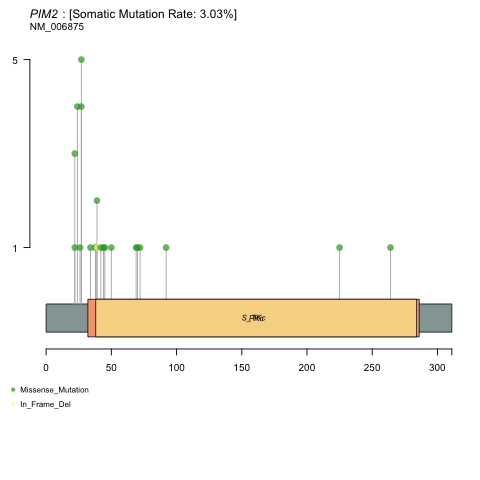 PIM2 : [Somatic Mutation Rate: 3.03%]
NM_006875
5
1
0 50 100 150 200 250 300
Missense_Mutation
In_Frame_Del